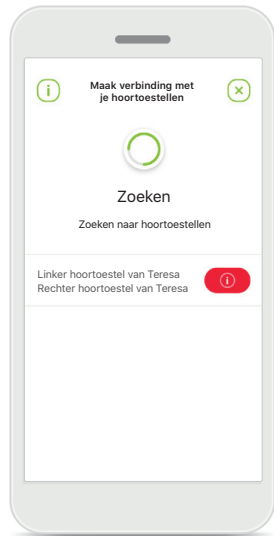 Maak verbinding met
je hoortoestellen
Zoeken
Zoeken naar hoortoestellen
Linker hoortoestel van Teresa
Rechter hoortoestel van Teresa